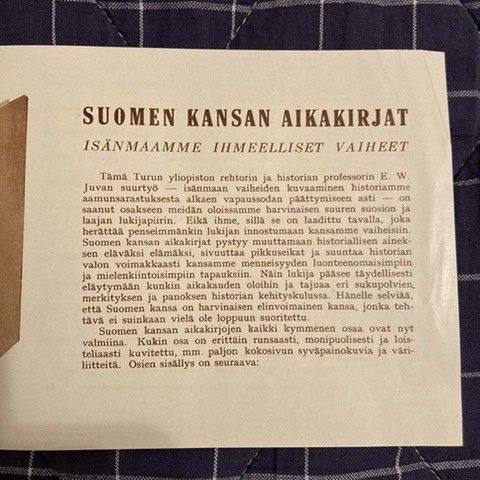 SUOMEN KANSAN AIKAKIRJAT
ISÄNMAAMME IHMEELLISET VAIHEET
Tämä Turun yliopiston rehtorin ja historian professorin E. W.
Juvan suurtyö — isänmaan vaiheiden kuvaaminen historiamme
aamunsarastuksesta alkaen vapaussodan päättymiseen asti — on
saanut osakseen meidän oloissamme harvinaisen suuren suosion ja
laajan lukijapiirin. Eikä ihme, sillä se on laadittu tavalla, joka
herättää penseimmänkin lukijan innostumaan kansamme vaiheisiin.
Suomen kansan aikakirjat pystyy muuttamaan historiallisen ainek-
sen eläväksi elämäksi, sivuuttaa pikkuseikat ja suuntaa historian
valon voimakkaasti kansamme menneisyyden luonteenomaisimpiin
ja mielenkiintoisimpiin tapauksiin. Näin lukija pääsee täydellisesti
eläytymään kunkin aikakauden oloihin ja tajuaa eri sukupolvien
merkityksen ja panoksen historian kehityskulussa. Hänelle selviää,
että Suomen kansa on harvinaisen elinvoimainen kansa, jonka teh-
tävä ei suinkaan vielä ole loppuun suoritettu.
Suomen kansan aikakirjojen kaikki kymmenen osaa ovat nyt
valmiina. Kukin osa on erittäin runsaasti, monipuolisesti ja lois-
teliaasti kuvitettu, mm. paljon kokosivun syväpainokuvia ja väri-
liitteitä. Osien sisällys on seuraava: